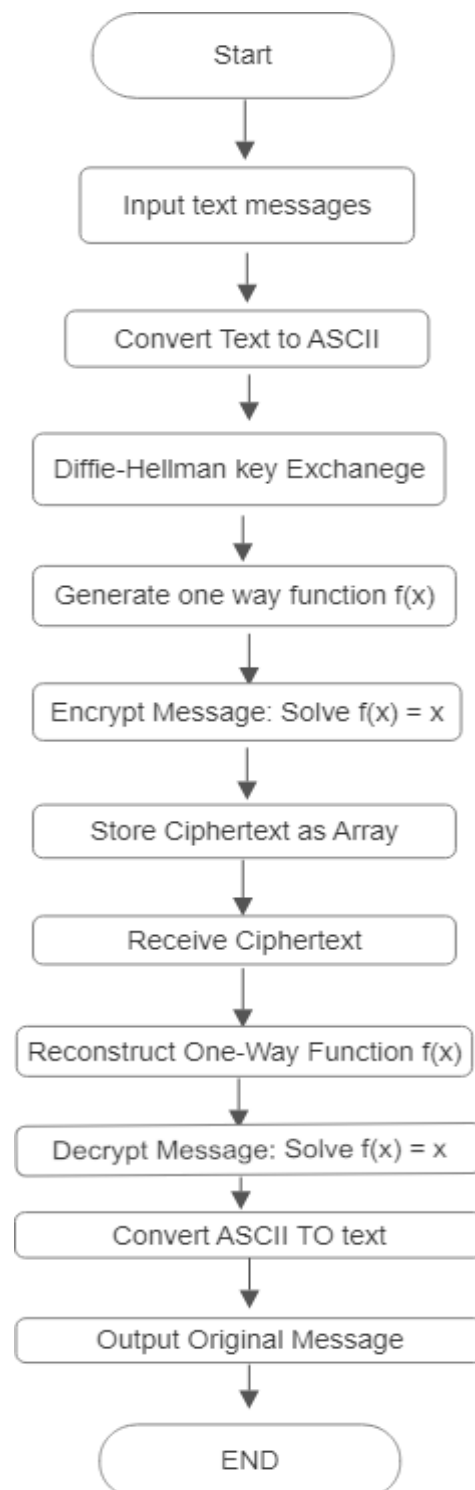 Start
Input text messages
Convert Text to ASCII
Diffie-Hellman key Exchanege
Generate one way function f(x)
Encrypt Message: Solve f(x) = x
Store Ciphertext as Array
Receive Ciphertext
Reconstruct One-Way Function f(x)
Decrypt Message: Solve f(x) = x
Convert ASCII TO text
Output Original Message
END